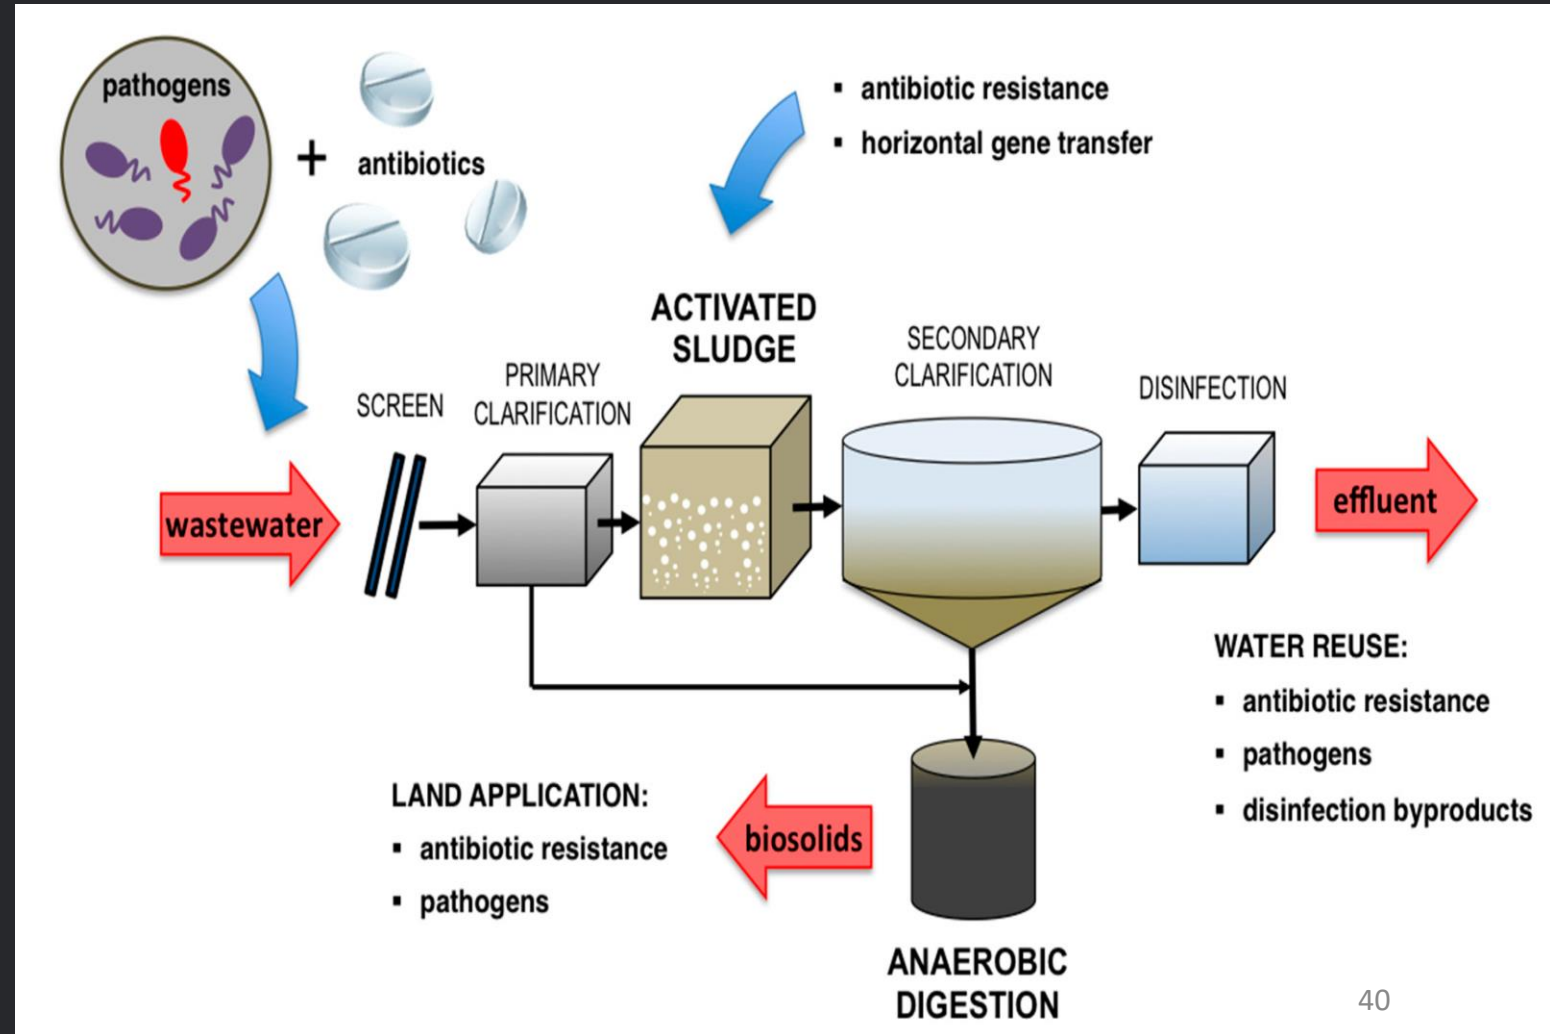 pathogens
+
antibiotics
▪ antibiotic resistance
▪ horizontal gene transfer
ACTIVATED
SLUDGE
SECONDARY
CLARIFICATION
PRIMARY
CLARIFICATION
SCREEN
DISINFECTION
wastewater
effluent
WATER REUSE:
▪ antibiotic resistance
▪ pathogens
▪ disinfection byproducts
LAND APPLICATION:
▪ antibiotic resistance
▪ pathogens
biosolids
ANAEROBIC
DIGESTION
40